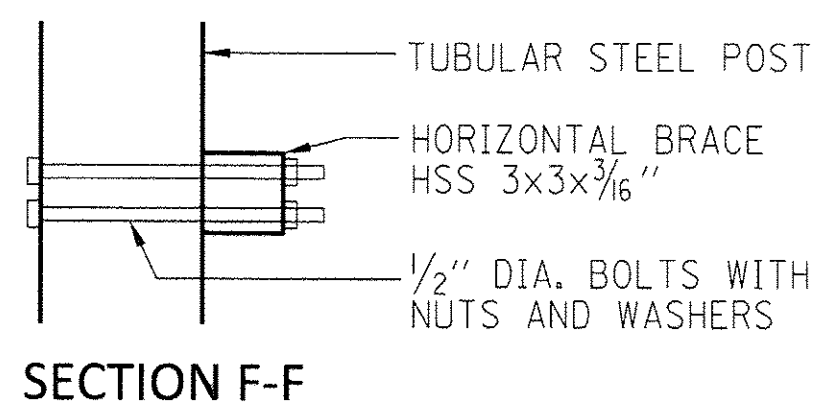 TUBULAR STEEL POST
HORIZONTAL BRACE
HSS 3x3x3/16"
1/2" DIA. BOLTS WITH
NUTS AND WASHERS
SECTION F-F